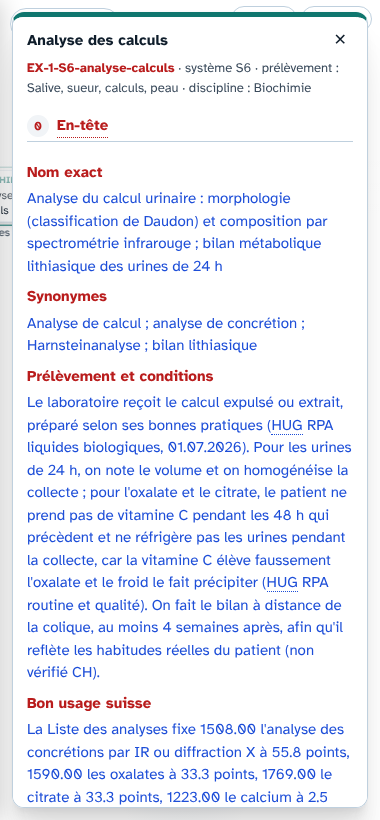 Analyse des calculs ✕
EX-1-S6-analyse-calculs · système S6 · prélèvement :
Salive, sueur, calculs, peau · discipline : Biochimie
0 En-tête
Nom exact
Analyse du calcul urinaire : morphologie
(classification de Daudon) et composition par
spectrométrie infrarouge ; bilan métabolique
lithiasique des urines de 24 h
Synonymes
Analyse de calcul ; analyse de concrétion ;
Harnsteinanalyse ; bilan lithiasique
Prélèvement et conditions
Le laboratoire reçoit le calcul expulsé ou extrait,
préparé selon ses bonnes pratiques (HUG RPA
liquides biologiques, 01.07.2026). Pour les urines
de 24 h, on note le volume et on homogénéise la
collecte ; pour l'oxalate et le citrate, le patient ne
prend pas de vitamine C pendant les 48 h qui
précèdent et ne réfrigère pas les urines pendant
la collecte, car la vitamine C élève faussement
l'oxalate et le froid le fait précipiter (HUG RPA
routine et qualité). On fait le bilan à distance de
la colique, au moins 4 semaines après, afin qu'il
reflète les habitudes réelles du patient (non
vérifié CH).
Bon usage suisse
La Liste des analyses fixe 1508.00 l'analyse des
concrétions par IR ou diffraction X à 55.8 points,
1590.00 les oxalates à 33.3 points, 1769.00 le
citrate à 33.3 points, 1223.00 le calcium à 2.5